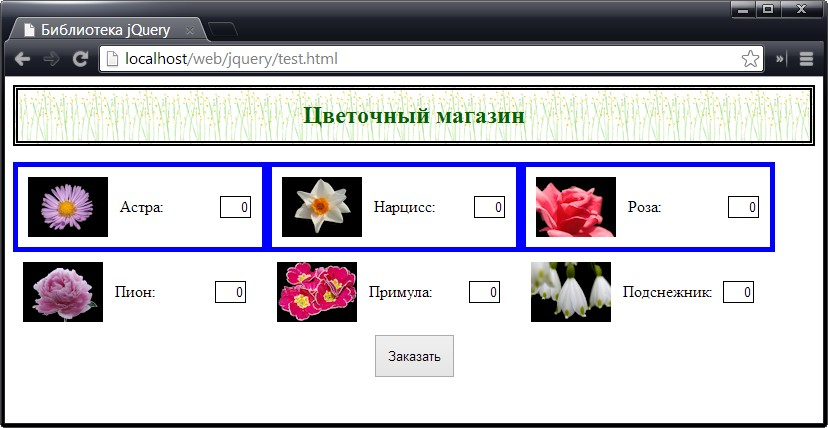 Библиотека jQuery
localhost/web/jquery/test.html
Цветочный магазин
Астра: 0 Нарцисс: 0 Роза: 0
Пион: 0 Примула: 0 Подснежник: 0
Заказать